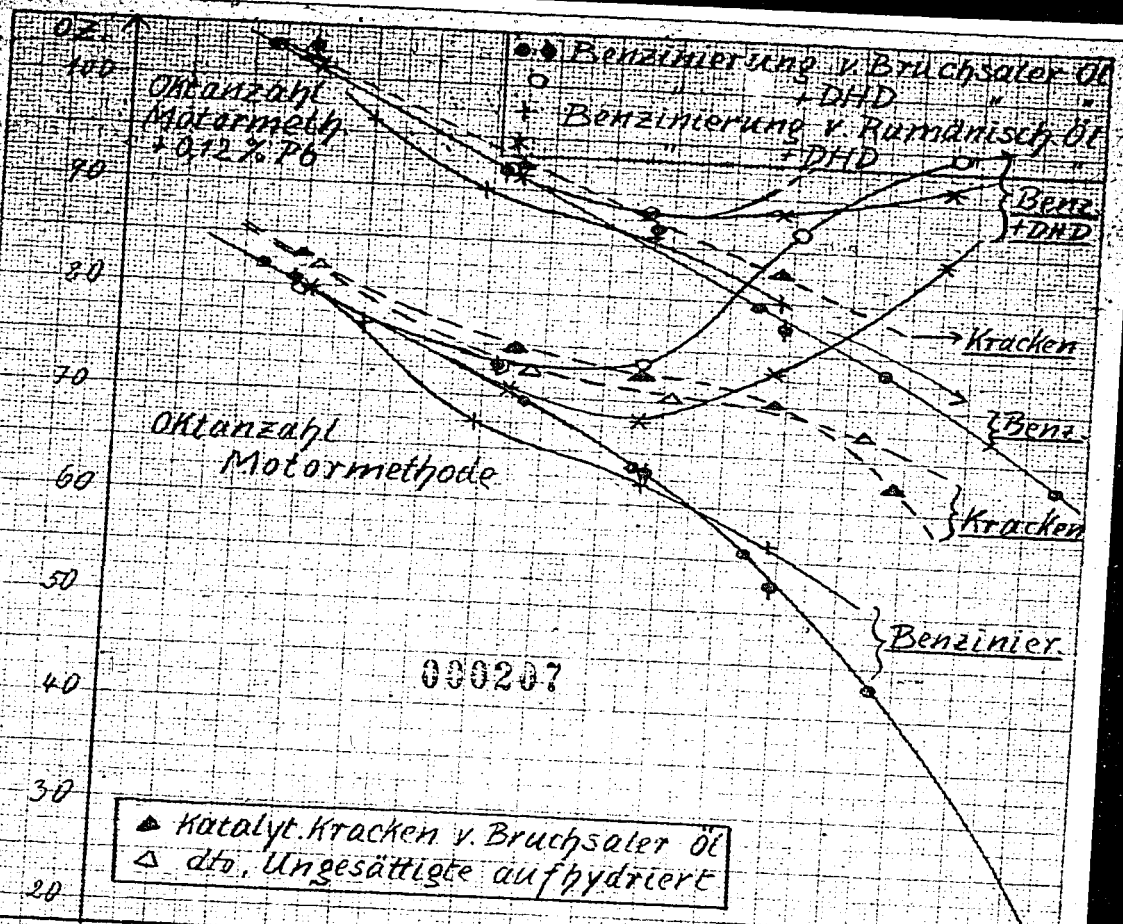 OZ.
100
90
80
70
60
50
40
30
20
Oktanzahl
Motormeth.
+ 0,12 % Pb
Benzinierung v. Bruchsaler Öl
" + DHD " "
Benzinierung v. Rumänisch. Öl
" + DHD "
Benz.
+DHD
Kracken
Benz.
Kracken
Oktanzahl
Motormethode
Benzinier.
000207
Katalyt. Kracken v. Bruchsaler Öl
dto, Ungesättigte aufhydriert